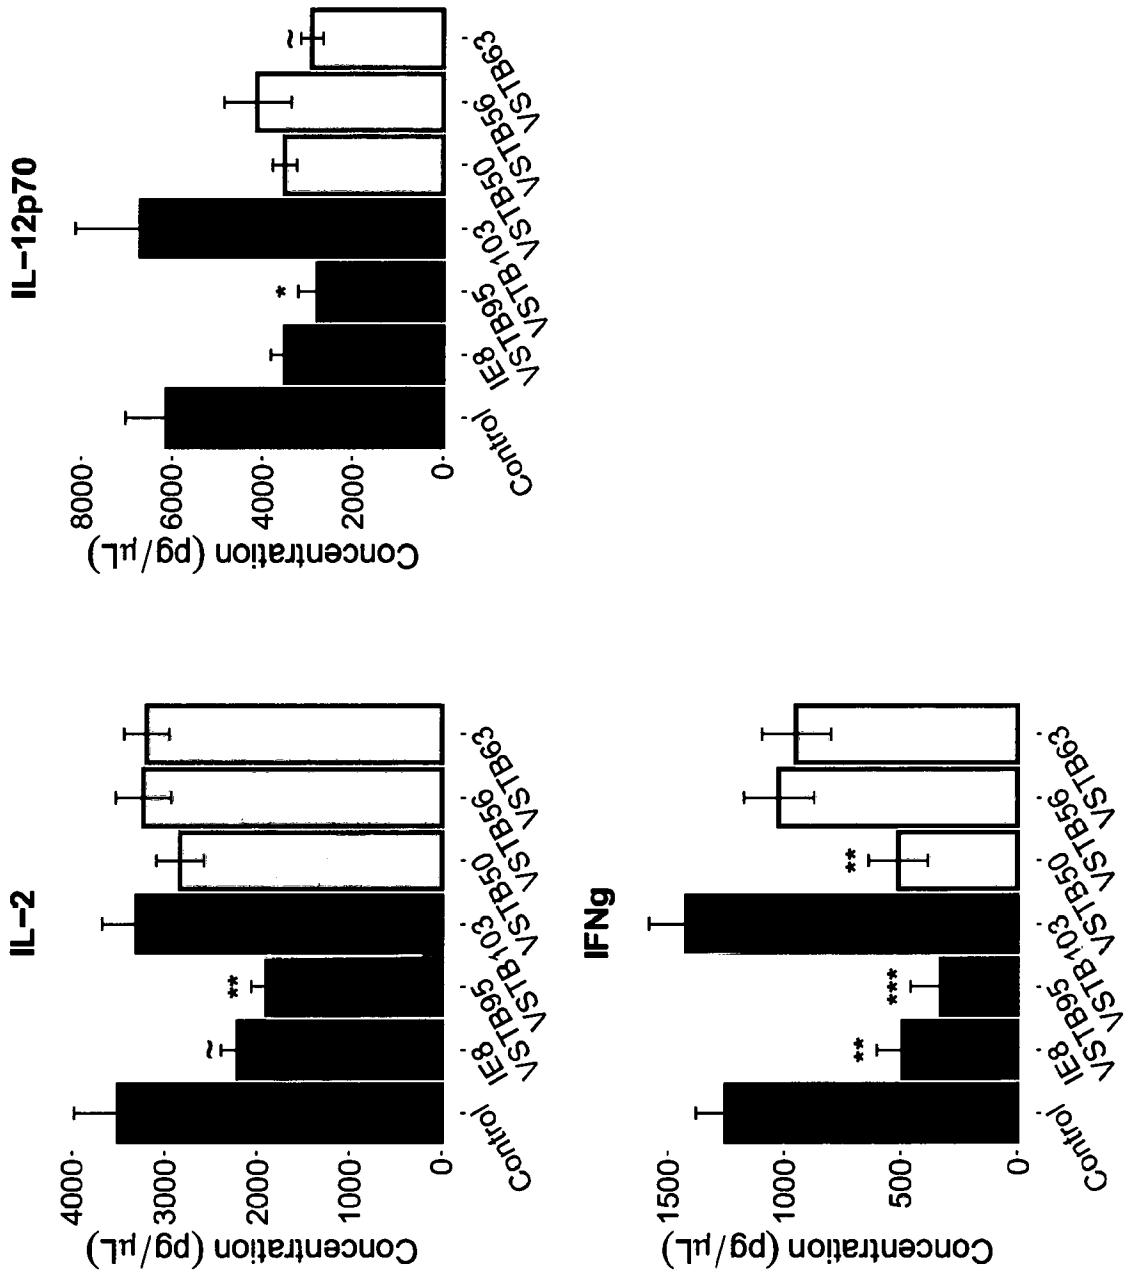 IL-2
Concentration (pg/μL)
4000
3000
2000
1000
0
~
**
Control
IE8
VSTB95
VSTB103
VSTB50
VSTB56
VSTB63
IL-12p70
Concentration (pg/μL)
8000
6000
4000
2000
0
*
~
Control
IE8
VSTB95
VSTB103
VSTB50
VSTB56
VSTB63
IFNg
Concentration (pg/μL)
1500
1000
500
0
**
***
**
Control
IE8
VSTB95
VSTB103
VSTB50
VSTB56
VSTB63